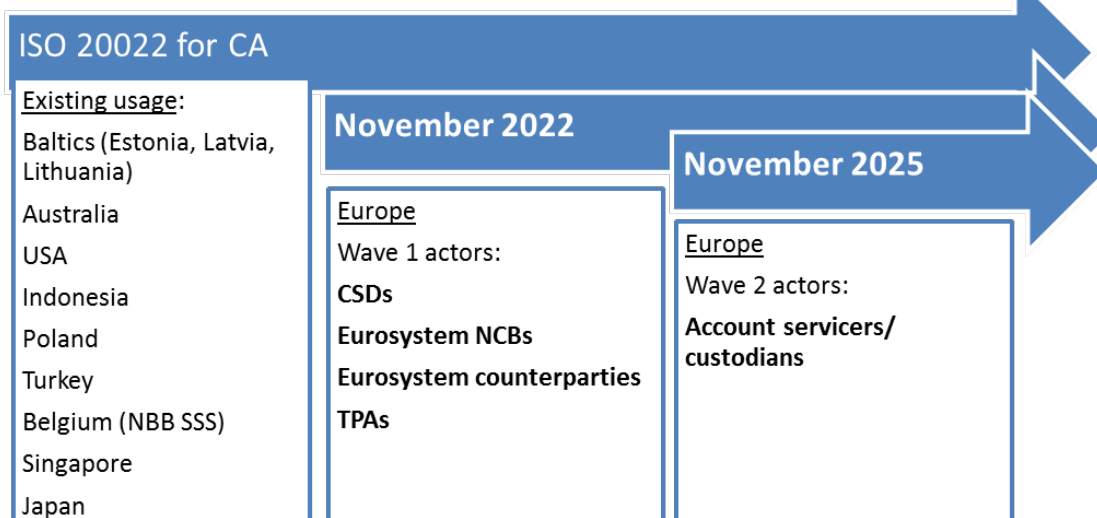 ISO 20022 for CA
Existing usage:
Baltics (Estonia, Latvia,
Lithuania)
Australia
USA
Indonesia
Poland
Turkey
Belgium (NBB SSS)
Singapore
Japan
November 2022
Europe
Wave 1 actors:
CSDs
Eurosystem NCBs
Eurosystem counterparties
TPAs
November 2025
Europe
Wave 2 actors:
Account servicers/
custodians